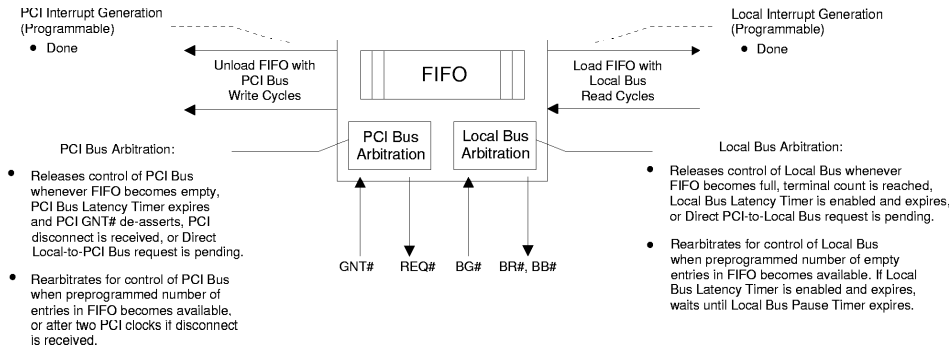 PCI Interrupt Generation
(Programmable)
• Done
Local Interrupt Generation
(Programmable)
• Done
Unload FIFO with
PCI Bus
Write Cycles
FIFO
Load FIFO with
Local Bus
Read Cycles
PCI Bus
Arbitration
Local Bus
Arbitration
PCI Bus Arbitration:
• Releases control of PCI Bus
whenever FIFO becomes empty,
PCI Bus Latency Timer expires
and PCI GNT# de-asserts, PCI
disconnect is received, or Direct
Local-to-PCI Bus request is pending.
• Rearbitrates for control of PCI Bus
when preprogrammed number of
entries in FIFO becomes available,
or after two PCI clocks if disconnect
is received.
GNT#
REQ#
BG#
BR#, BB#
Local Bus Arbitration:
• Releases control of Local Bus whenever
FIFO becomes full, terminal count is reached,
Local Bus Latency Timer is enabled and expires,
or Direct PCI-to-Local Bus request is pending.
• Rearbitrates for control of Local Bus
when preprogrammed number of empty
entries in FIFO becomes available. If Local
Bus Latency Timer is enabled and expires,
waits until Local Bus Pause Timer expires.